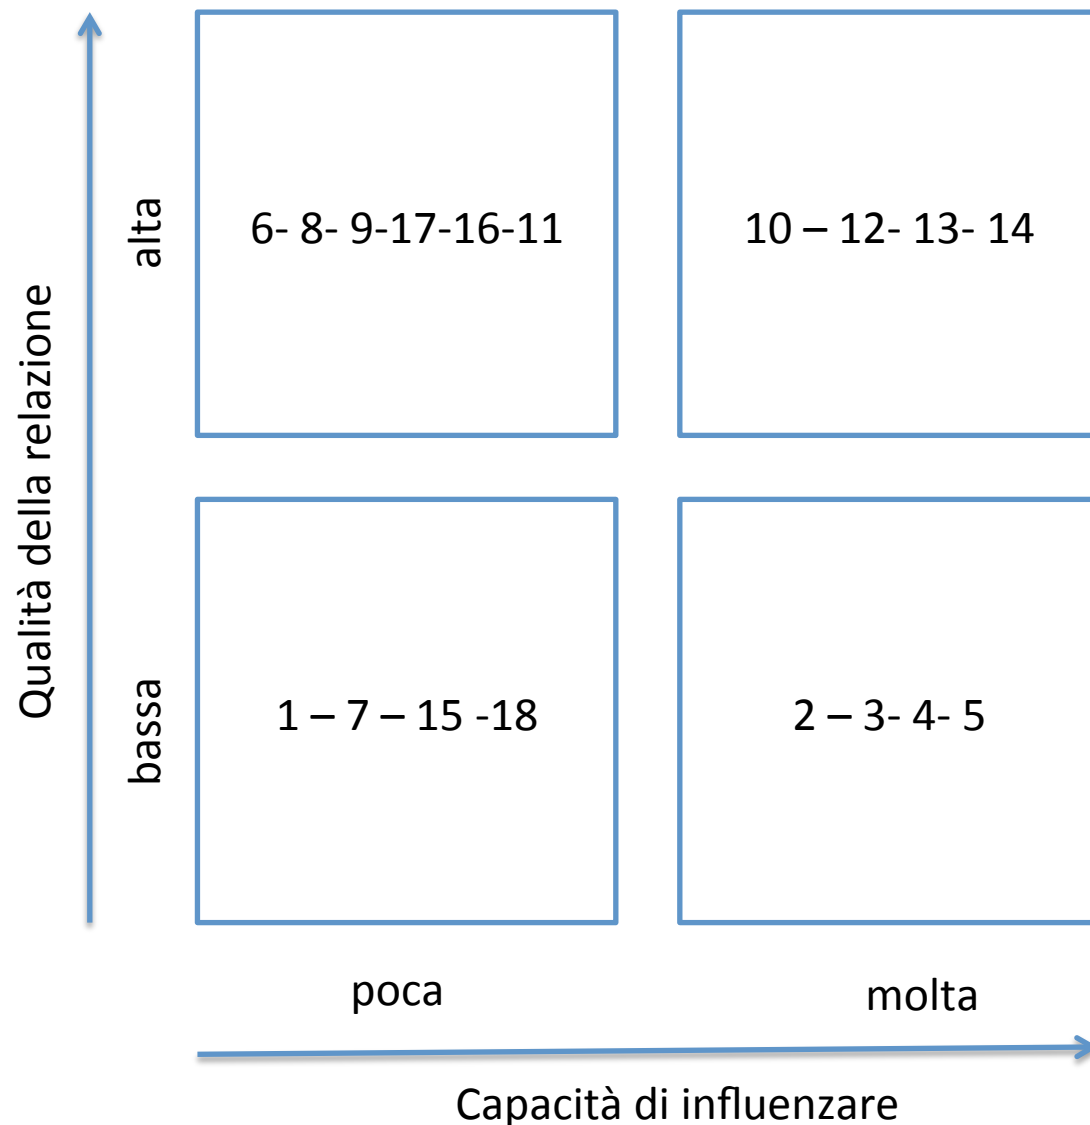 Qualità della relazione
alta
6- 8- 9-17-16-11
10 – 12- 13- 14
bassa
1 – 7 – 15 -18
2 – 3- 4- 5
poca
molta
Capacità di influenzare